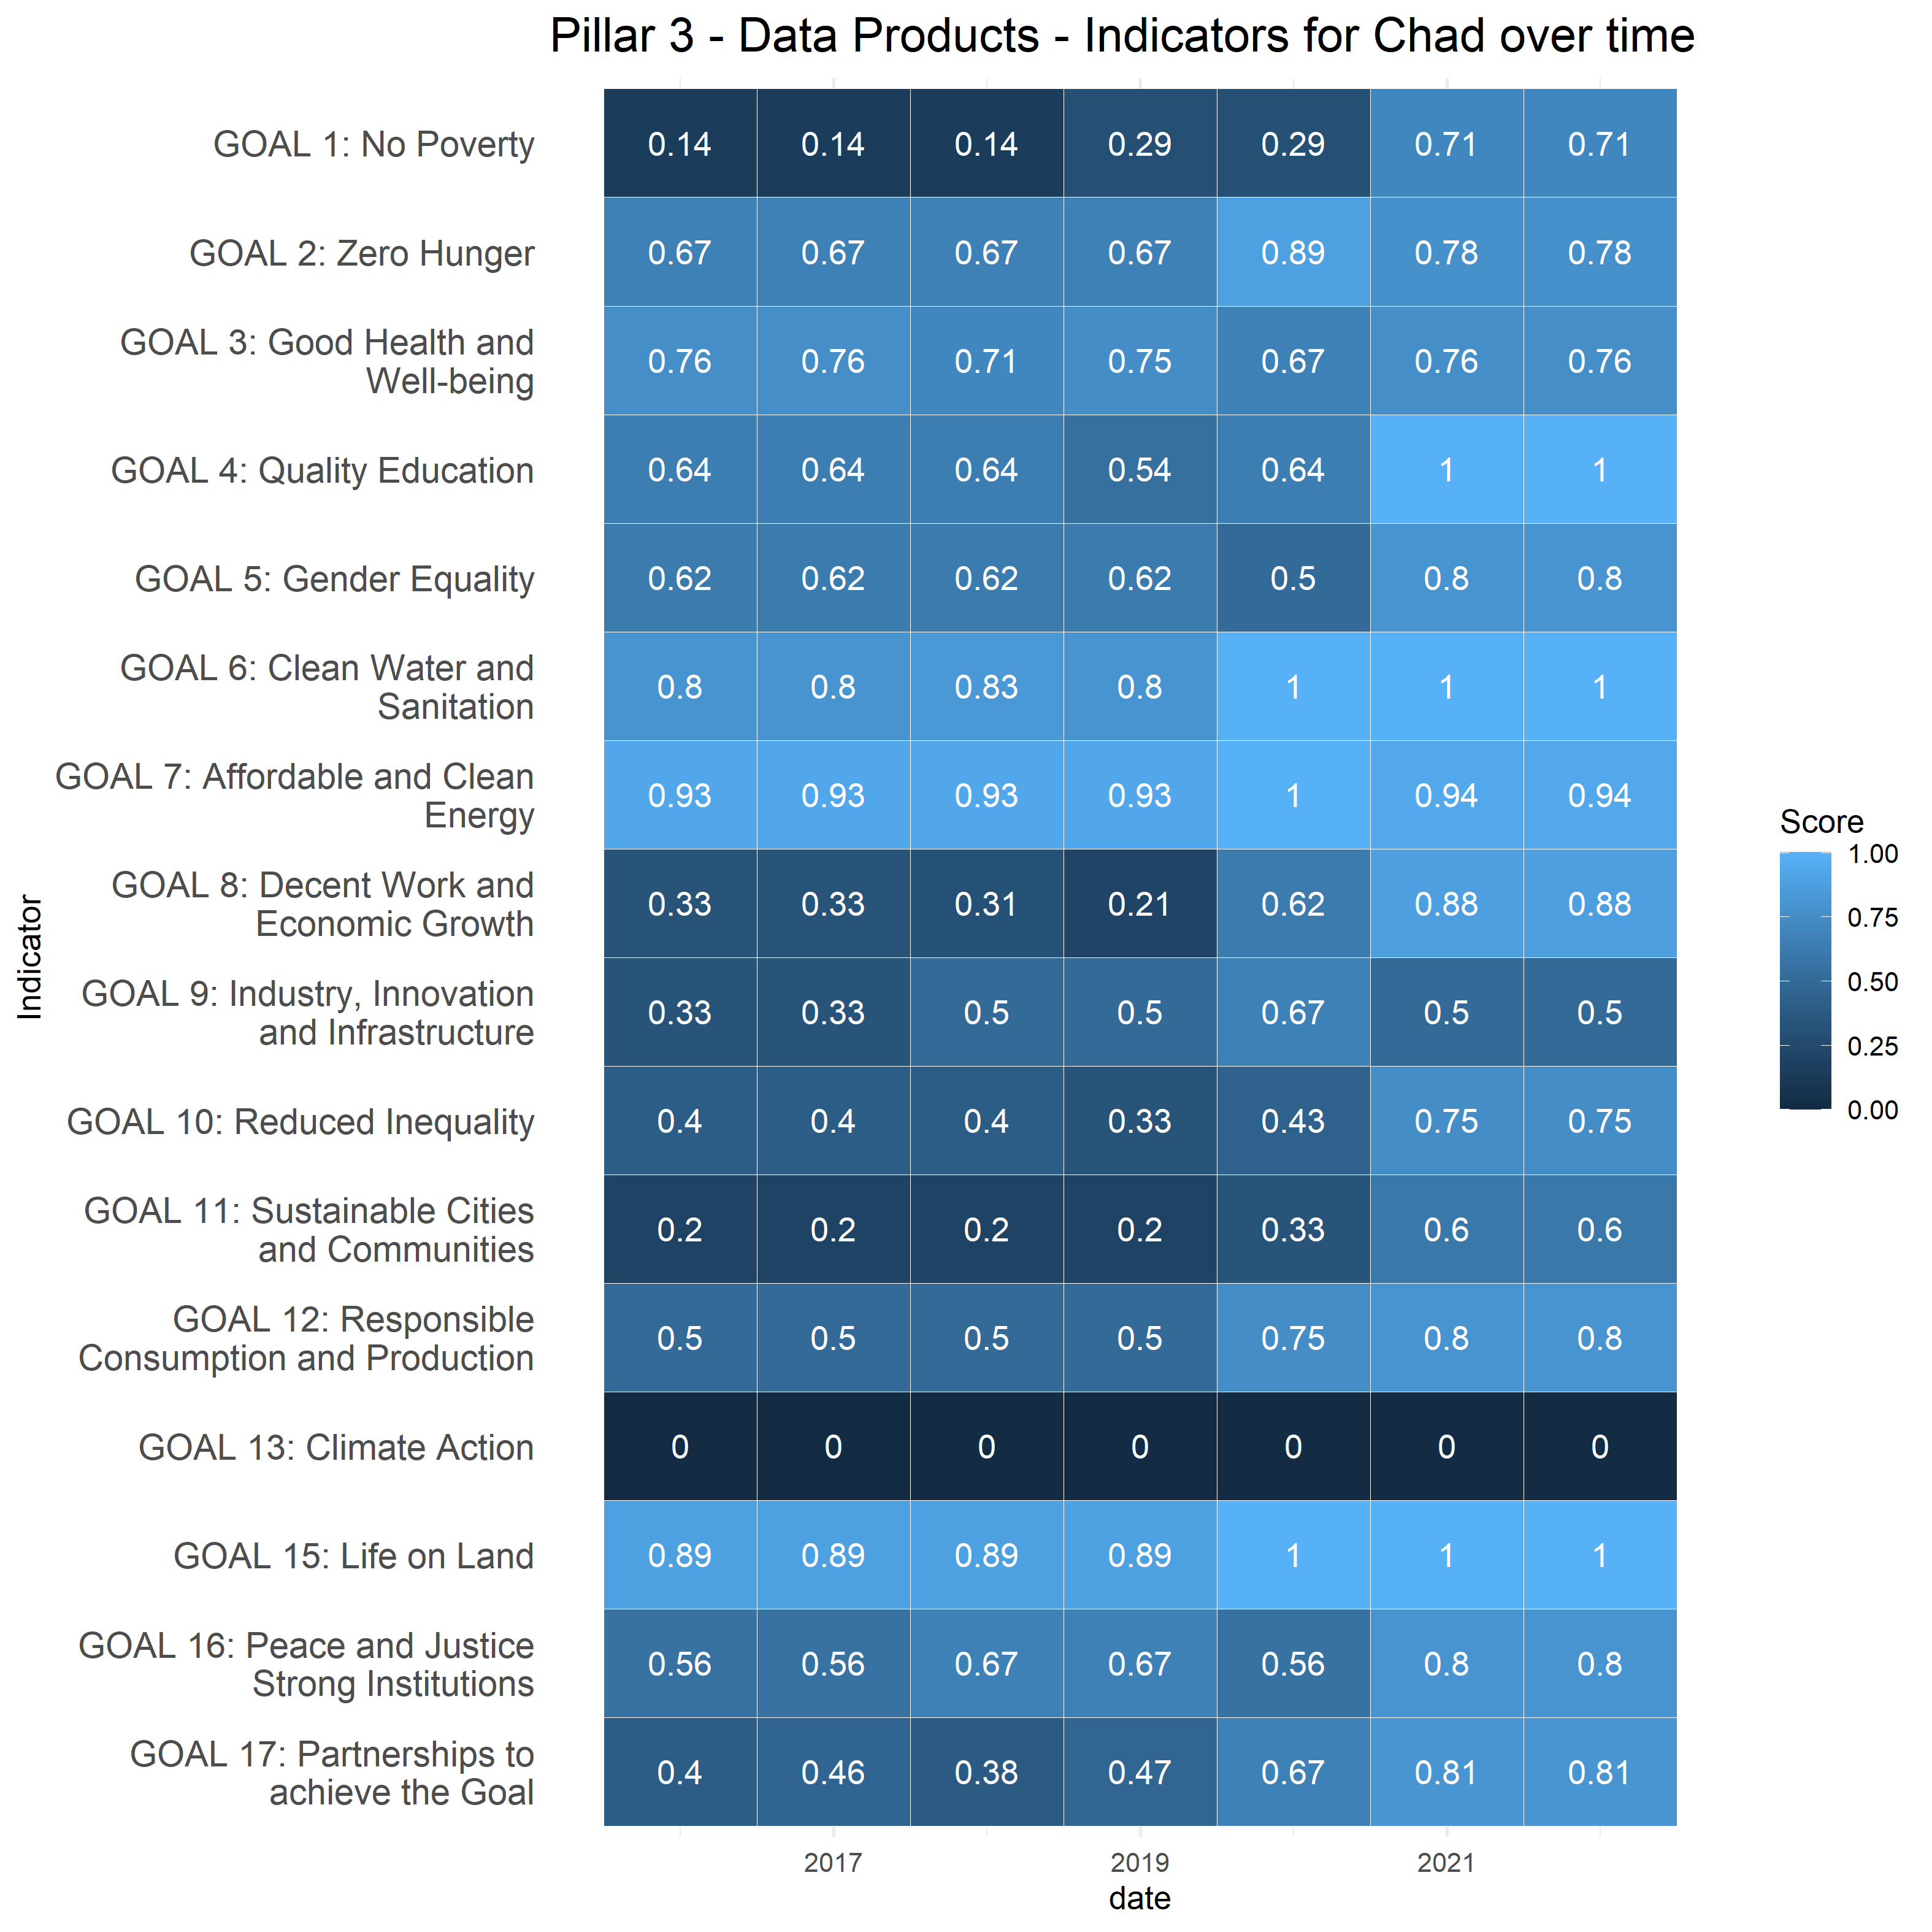 Pillar 3 - Data Products - Indicators for Chad over time
GOAL 1: No Poverty
0.14 0.14 0.14 0.29 0.29 0.71 0.71
GOAL 2: Zero Hunger
0.67 0.67 0.67 0.67 0.89 0.78 0.78
GOAL 3: Good Health and
Well-being
0.76 0.76 0.71 0.75 0.67 0.76 0.76
GOAL 4: Quality Education
0.64 0.64 0.64 0.54 0.64 1 1
GOAL 5: Gender Equality
0.62 0.62 0.62 0.62 0.5 0.8 0.8
GOAL 6: Clean Water and
Sanitation
0.8 0.8 0.83 0.8 1 1 1
GOAL 7: Affordable and Clean
Energy
0.93 0.93 0.93 0.93 1 0.94 0.94
GOAL 8: Decent Work and
Economic Growth
0.33 0.33 0.31 0.21 0.62 0.88 0.88
GOAL 9: Industry, Innovation
and Infrastructure
0.33 0.33 0.5 0.5 0.67 0.5 0.5
GOAL 10: Reduced Inequality
0.4 0.4 0.4 0.33 0.43 0.75 0.75
GOAL 11: Sustainable Cities
and Communities
0.2 0.2 0.2 0.2 0.33 0.6 0.6
GOAL 12: Responsible
Consumption and Production
0.5 0.5 0.5 0.5 0.75 0.8 0.8
GOAL 13: Climate Action
0 0 0 0 0 0 0
GOAL 15: Life on Land
0.89 0.89 0.89 0.89 1 1 1
GOAL 16: Peace and Justice
Strong Institutions
0.56 0.56 0.67 0.67 0.56 0.8 0.8
GOAL 17: Partnerships to
achieve the Goal
0.4 0.46 0.38 0.47 0.67 0.81 0.81
2017 2019 2021
date
Indicator
Score
1.00
0.75
0.50
0.25
0.00